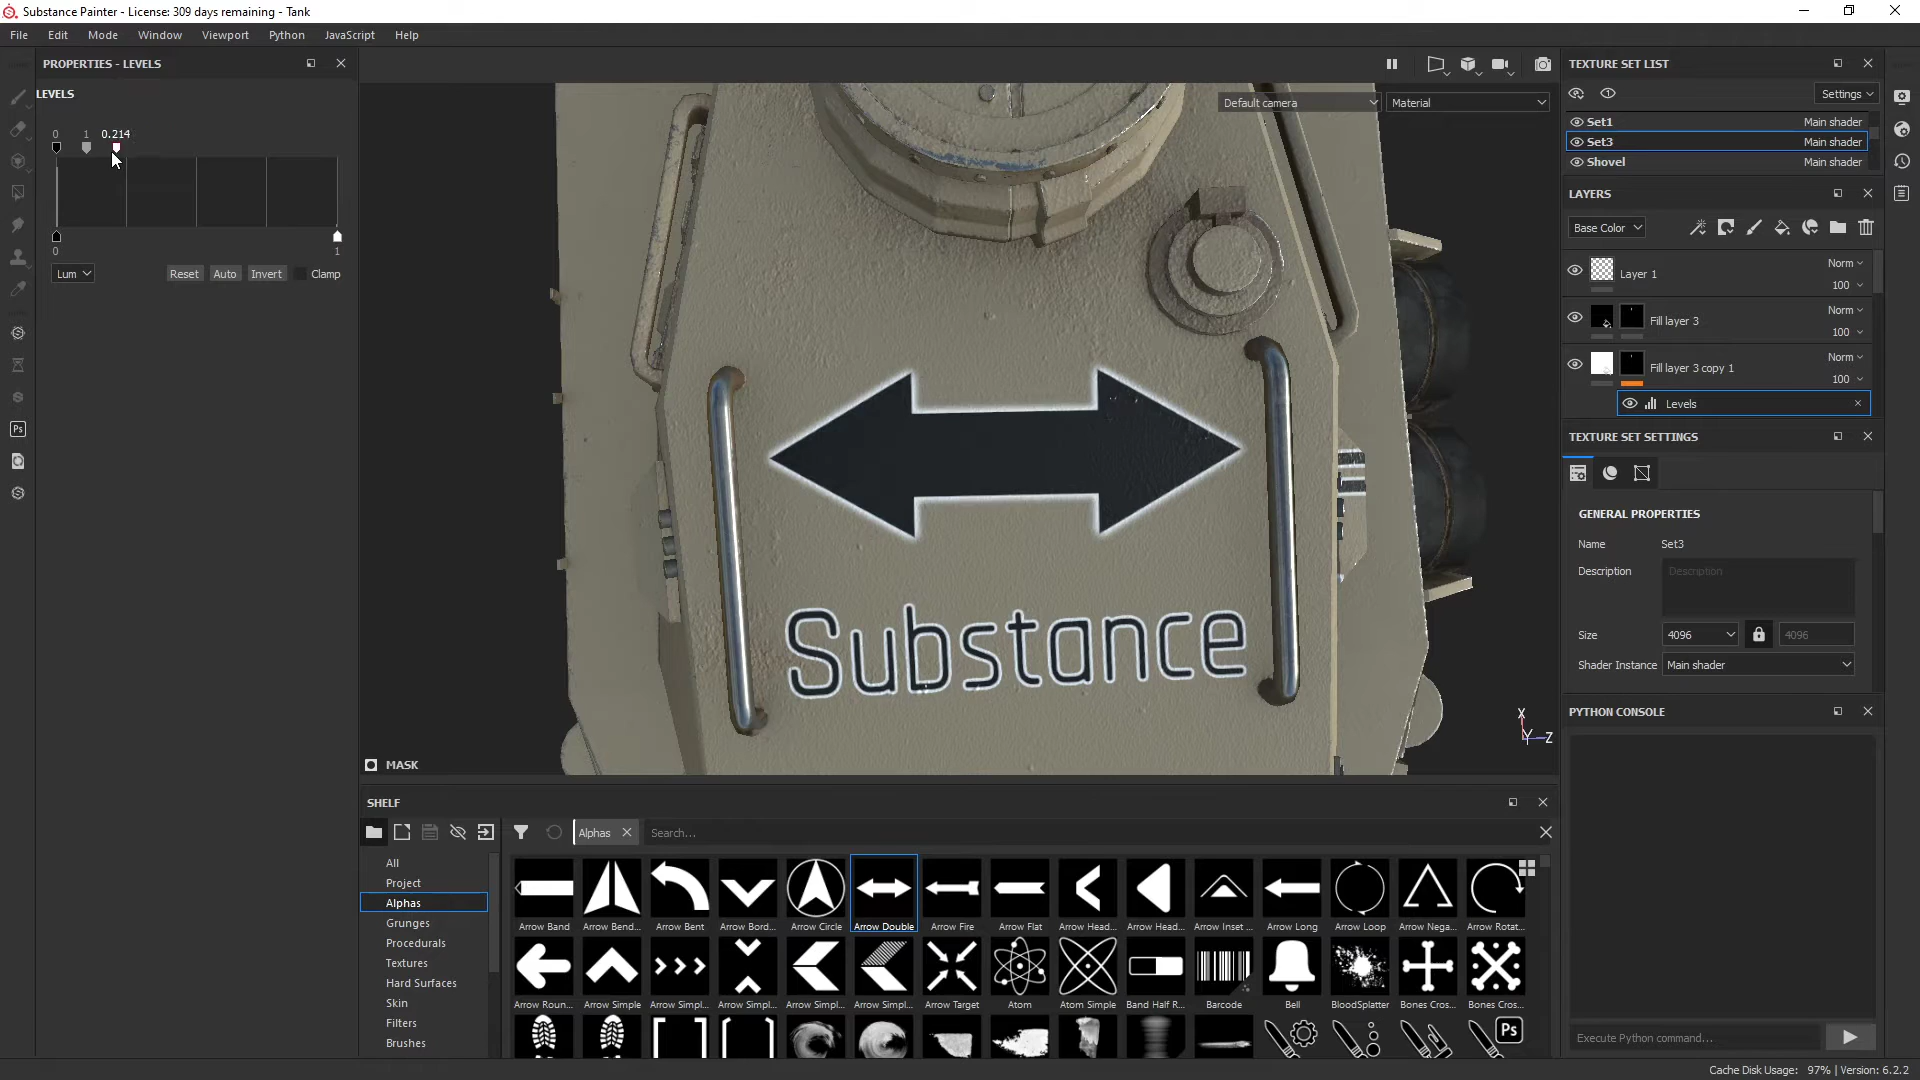 Substance Painter - License: 309 days remaining - Tank
File Edit Mode Window Viewport Python JavaScript Help
PROPERTIES - LEVELS
LEVELS
0 1 0.214
0 1
Lum Reset Auto Invert Clamp
Default camera Material
Substance
MASK
X
Y Z
SHELF
Alphas Search...
All
Project
Alphas
Grunges
Procedurals
Textures
Hard Surfaces
Skin
Filters
Brushes
Arrow Band Arrow Bend... Arrow Bent Arrow Bord... Arrow Circle Arrow Double Arrow Fire Arrow Flat Arrow Head... Arrow Head... Arrow Inset ... Arrow Long Arrow Loop Arrow Nega... Arrow Rotat...
Arrow Roun... Arrow Simple Arrow Simpl... Arrow Simpl... Arrow Simpl... Arrow Simpl... Arrow Target Atom Atom Simple Band Half R... Barcode Bell BloodSplatter Bones Cros... Bones Cros...
Ps
Ps
TEXTURE SET LIST
Settings
Set1 Main shader
Set3 Main shader
Shovel Main shader
LAYERS
Base Color
Layer 1 Norm
100
Fill layer 3 Norm
100
Fill layer 3 copy 1 Norm
100
Levels
TEXTURE SET SETTINGS
GENERAL PROPERTIES
Name Set3
Description Description
Size 4096 4096
Shader Instance Main shader
PYTHON CONSOLE
Execute Python command...
Cache Disk Usage: 97% | Version: 6.2.2